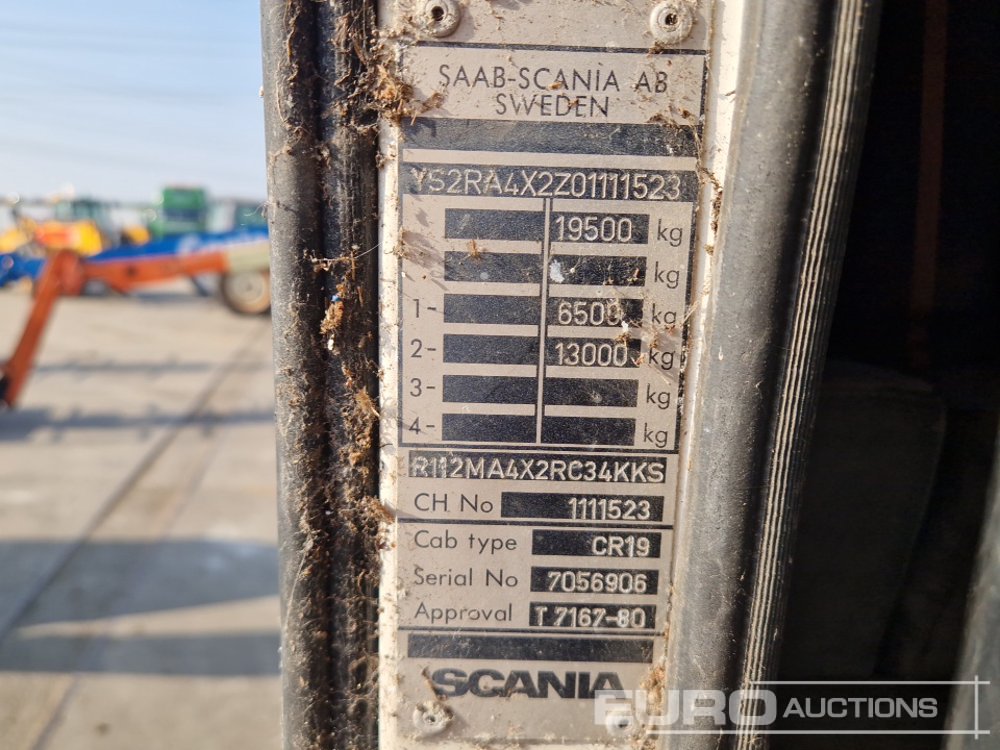 SAAB-SCANIA AB
SWEDEN
YS2RA4X2Z01111523
19500 kg
kg
1- 6500 kg
2- 13000 kg
3- kg
4- kg
R112MA4X2RC34KKS
CH. No 1111523
Cab type CR19
Serial No 7056906
Approval T 7167-80
SCANIA
EURO AUCTIONS